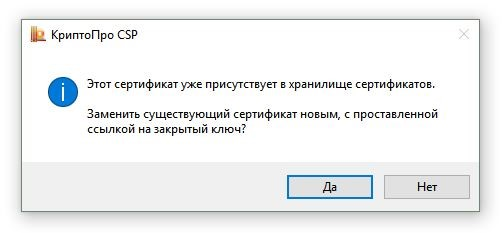 КриптоПро CSP
Этот сертификат уже присутствует в хранилище сертификатов.
Заменить существующий сертификат новым, с проставленной
ссылкой на закрытый ключ?
Да
Нет